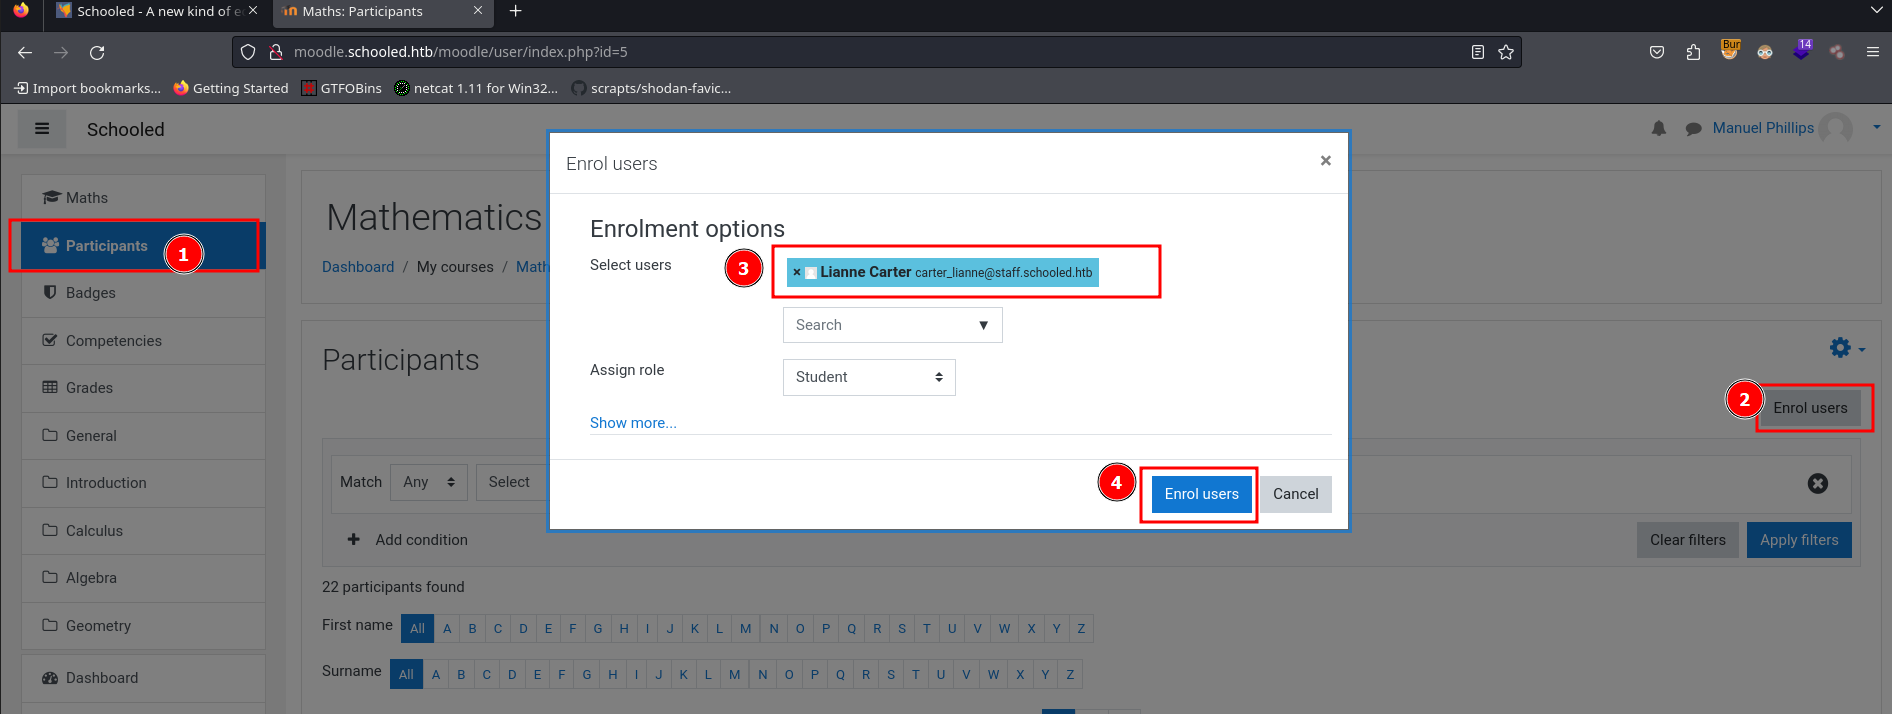 Schooled - A new kind of e
Maths: Participants
moodle.schooled.htb/moodle/user/index.php?id=5
Bur
14
Import bookmarks...
Getting Started
GTFOBins
netcat 1.11 for Win32...
scrapts/shodan-favic...
Schooled
Manuel Phillips
Maths
Participants
1
Badges
Competencies
Grades
General
Introduction
Calculus
Algebra
Geometry
Dashboard
Mathematics
Dashboard / My courses / Math
Participants
2
Enrol users
Enrol users
×
Enrolment options
Select users
3
× Lianne Carter carter_lianne@staff.schooled.htb
Search
Assign role
Student
Show more...
4
Enrol users
Cancel
Match
Any
Select
Add condition
Clear filters
Apply filters
22 participants found
First name All A B C D E F G H I J K L M N O P Q R S T U V W X Y Z
Surname All A B C D E F G H I J K L M N O P Q R S T U V W X Y Z